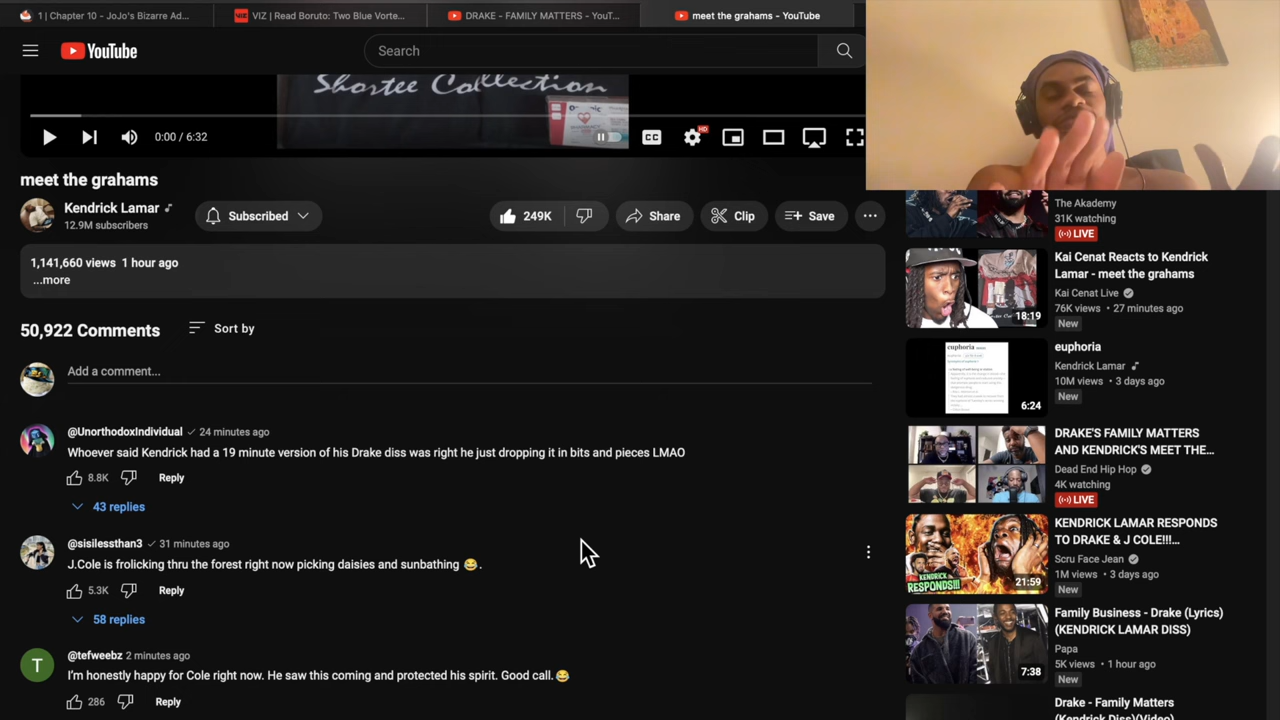 1 | Chapter 10 - JoJo's Bizarre Ad...
VIZ | Read Boruto: Two Blue Vorte...
DRAKE - FAMILY MATTERS - YouT...
meet the grahams - YouTube
YouTube
Search
Shortee Collection
0:00 / 6:32
CC
HD
meet the grahams
Kendrick Lamar
12.9M subscribers
Subscribed
249K
Share
Clip
Save
1,141,660 views 1 hour ago
...more
50,922 Comments
Sort by
Add a comment...
@UnorthodoxIndividual 24 minutes ago
Whoever said Kendrick had a 19 minute version of his Drake diss was right he just dropping it in bits and pieces LMAO
8.8K
Reply
43 replies
@sisilessthan3 31 minutes ago
J.Cole is frolicking thru the forest right now picking daisies and sunbathing 😂.
5.3K
Reply
58 replies
T
@tefweebz 2 minutes ago
I'm honestly happy for Cole right now. He saw this coming and protected his spirit. Good call.😂
286
Reply
The Akademy
31K watching
LIVE
Kai Cenat Reacts to Kendrick
Lamar - meet the grahams
Kai Cenat Live
76K views • 27 minutes ago
New
18:19
euphoria
euphoria
Kendrick Lamar
10M views • 3 days ago
New
6:24
DRAKE'S FAMILY MATTERS
AND KENDRICK'S MEET THE...
Dead End Hip Hop
4K watching
LIVE
KENDRICK LAMAR RESPONDS
TO DRAKE & J COLE!!!...
Scru Face Jean
1M views • 3 days ago
New
KENDRICK
RESPONDS!
21:59
Family Business - Drake (Lyrics)
(KENDRICK LAMAR DISS)
Papa
5K views • 1 hour ago
New
7:38
Drake - Family Matters
(Kendrick Diss)(Video)